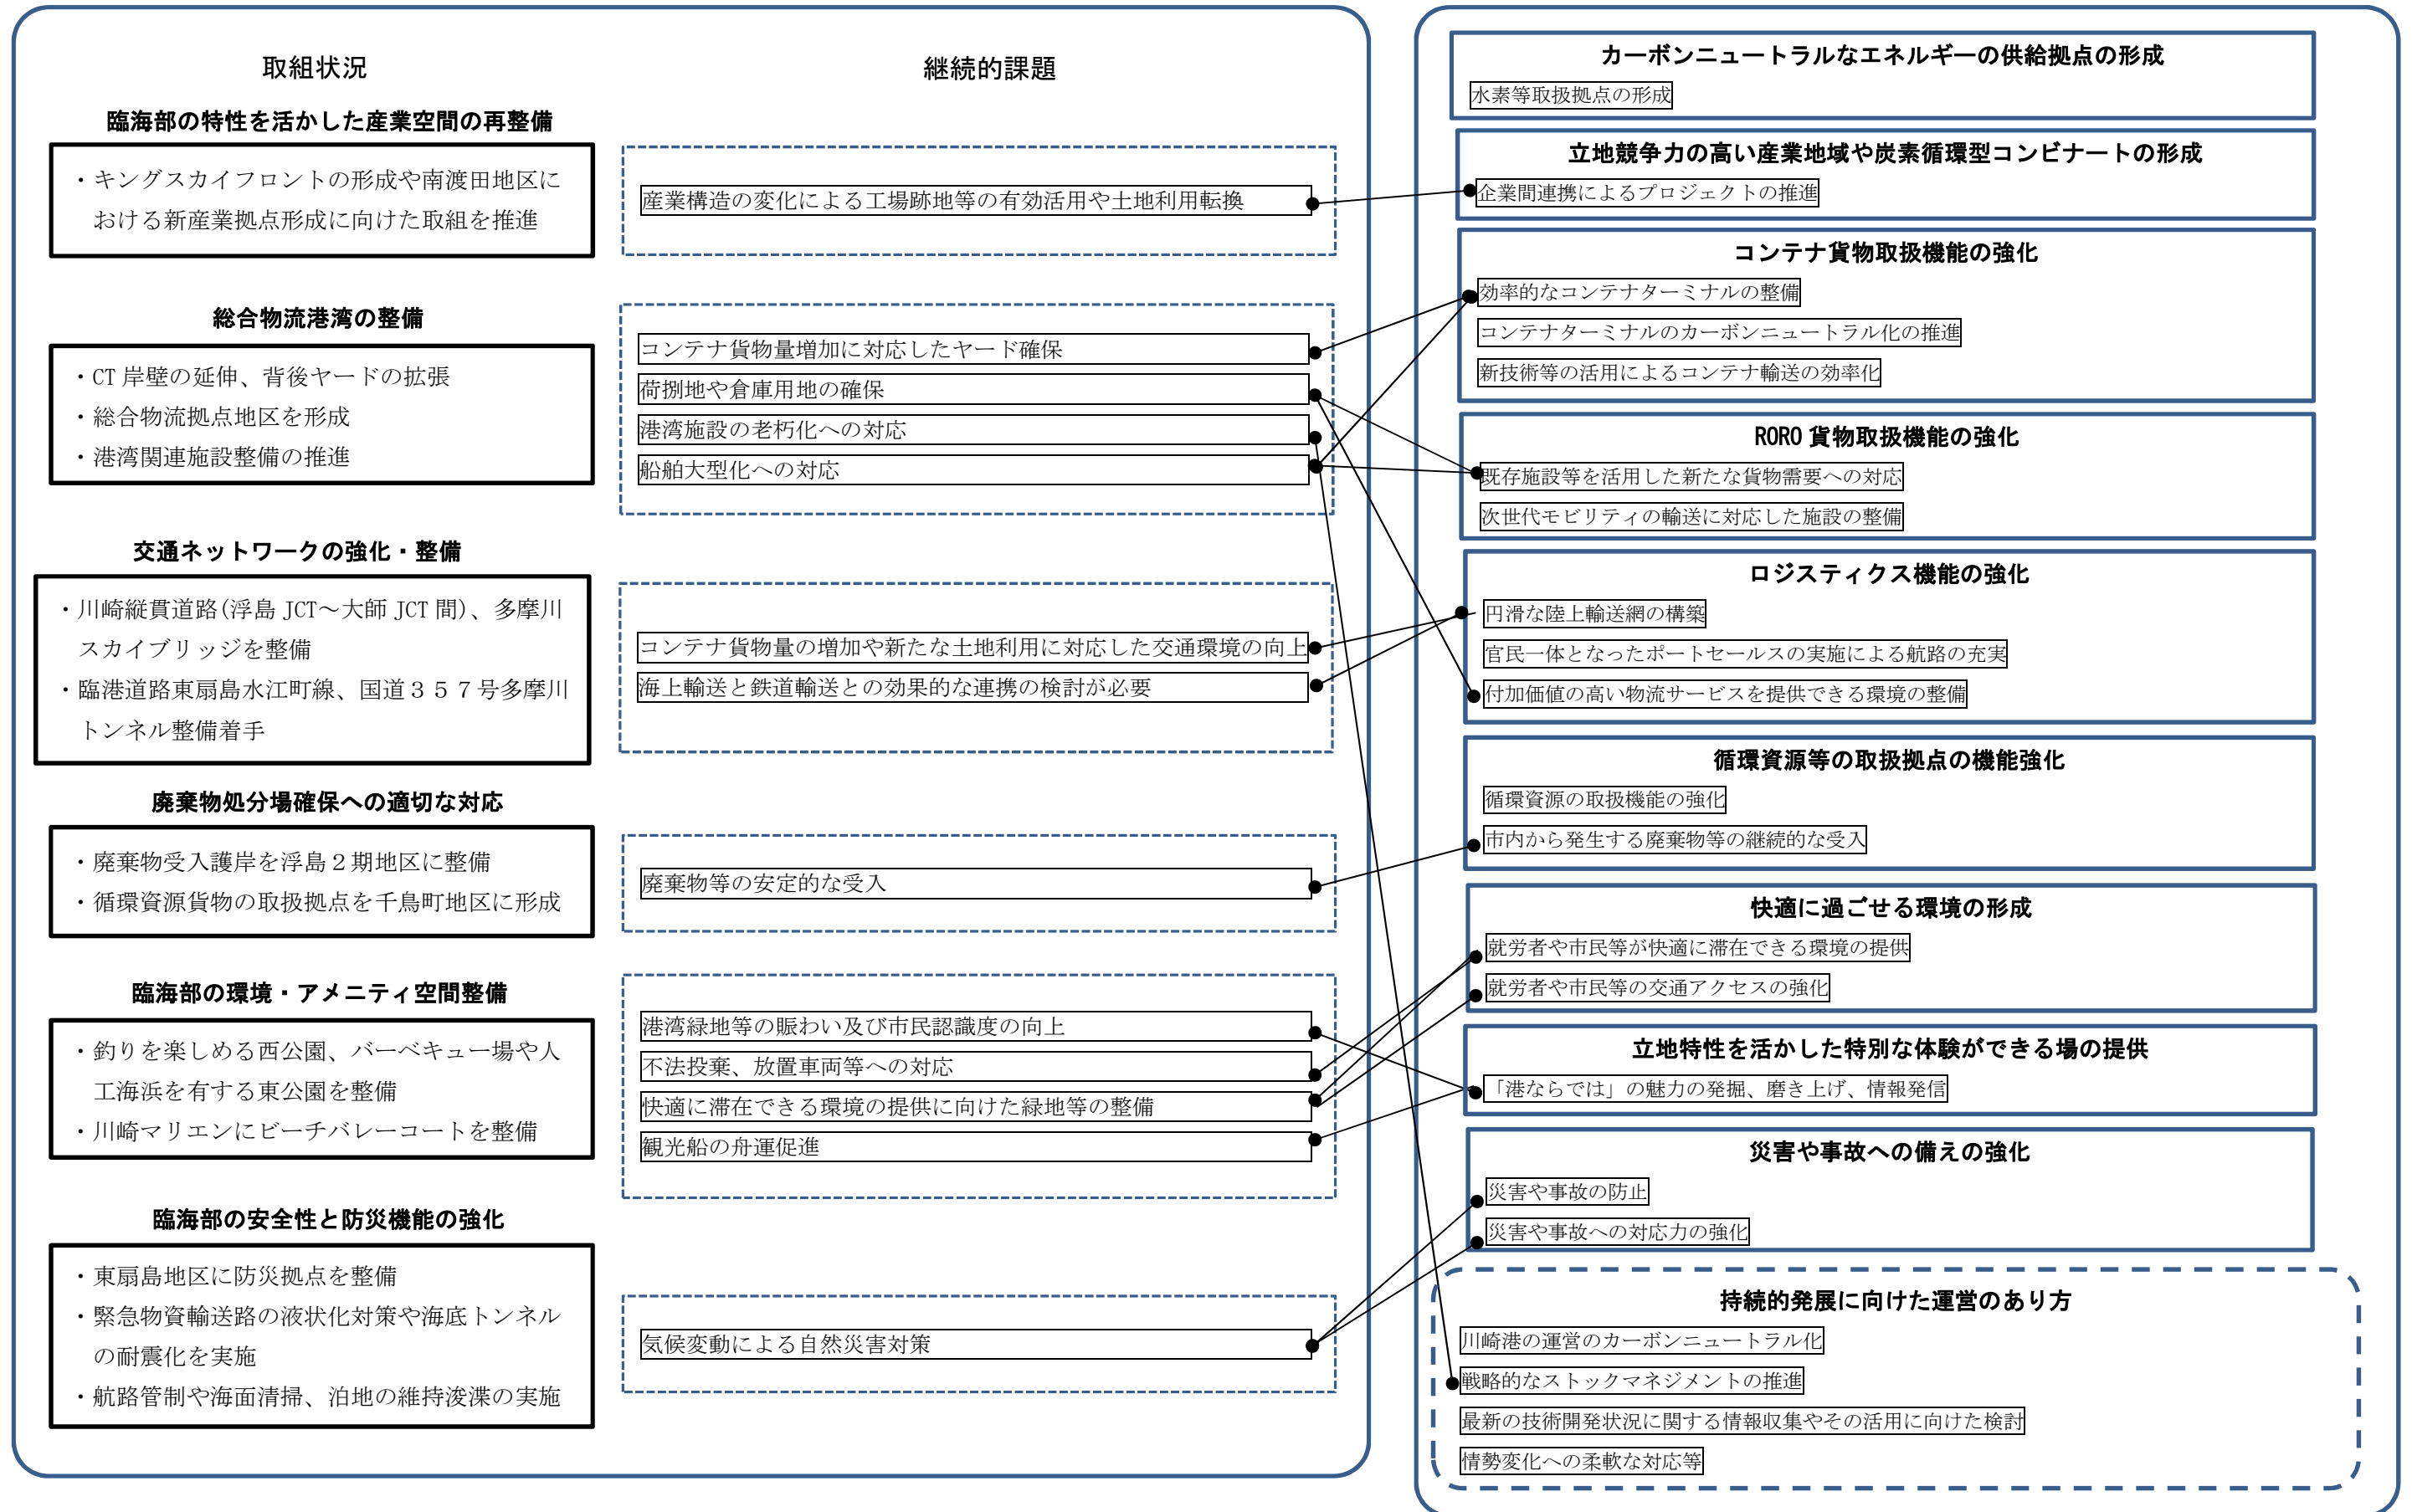 取組状況
継続的課題
臨海部の特性を活かした産業空間の再整備
・キングスカイフロントの形成や南渡田地区に
おける新産業拠点形成に向けた取組を推進
産業構造の変化による工場跡地等の有効活用や土地利用転換
総合物流港湾の整備
・CT 岸壁の延伸、背後ヤードの拡張
・総合物流拠点地区を形成
・港湾関連施設整備の推進
コンテナ貨物量増加に対応したヤード確保
荷捌地や倉庫用地の確保
港湾施設の老朽化への対応
船舶大型化への対応
交通ネットワークの強化・整備
・川崎縦貫道路(浮島 JCT～大師 JCT 間)、多摩川
スカイブリッジを整備
・臨港道路東扇島水江町線、国道３５７号多摩川
トンネル整備着手
コンテナ貨物量の増加や新たな土地利用に対応した交通環境の向上
海上輸送と鉄道輸送との効果的な連携の検討が必要
廃棄物処分場確保への適切な対応
・廃棄物受入護岸を浮島２期地区に整備
・循環資源貨物の取扱拠点を千鳥町地区に形成
廃棄物等の安定的な受入
臨海部の環境・アメニティ空間整備
・釣りを楽しめる西公園、バーベキュー場や人
工海浜を有する東公園を整備
・川崎マリエンにビーチバレーコートを整備
港湾緑地等の賑わい及び市民認識度の向上
不法投棄、放置車両等への対応
快適に滞在できる環境の提供に向けた緑地等の整備
観光船の舟運促進
臨海部の安全性と防災機能の強化
・東扇島地区に防災拠点を整備
・緊急物資輸送路の液状化対策や海底トンネル
の耐震化を実施
・航路管制や海面清掃、泊地の維持浚渫の実施
気候変動による自然災害対策
カーボンニュートラルなエネルギーの供給拠点の形成
水素等取扱拠点の形成
立地競争力の高い産業地域や炭素循環型コンビナートの形成
企業間連携によるプロジェクトの推進
コンテナ貨物取扱機能の強化
効率的なコンテナターミナルの整備
コンテナターミナルのカーボンニュートラル化の推進
新技術等の活用によるコンテナ輸送の効率化
RORO 貨物取扱機能の強化
既存施設等を活用した新たな貨物需要への対応
次世代モビリティの輸送に対応した施設の整備
ロジスティクス機能の強化
円滑な陸上輸送網の構築
官民一体となったポートセールスの実施による航路の充実
付加価値の高い物流サービスを提供できる環境の整備
循環資源等の取扱拠点の機能強化
循環資源の取扱機能の強化
市内から発生する廃棄物等の継続的な受入
快適に過ごせる環境の形成
就労者や市民等が快適に滞在できる環境の提供
就労者や市民等の交通アクセスの強化
立地特性を活かした特別な体験ができる場の提供
「港ならでは」の魅力の発掘、磨き上げ、情報発信
災害や事故への備えの強化
災害や事故の防止
災害や事故への対応力の強化
持続的発展に向けた運営のあり方
川崎港の運営のカーボンニュートラル化
戦略的なストックマネジメントの推進
最新の技術開発状況に関する情報収集やその活用に向けた検討
情勢変化への柔軟な対応等